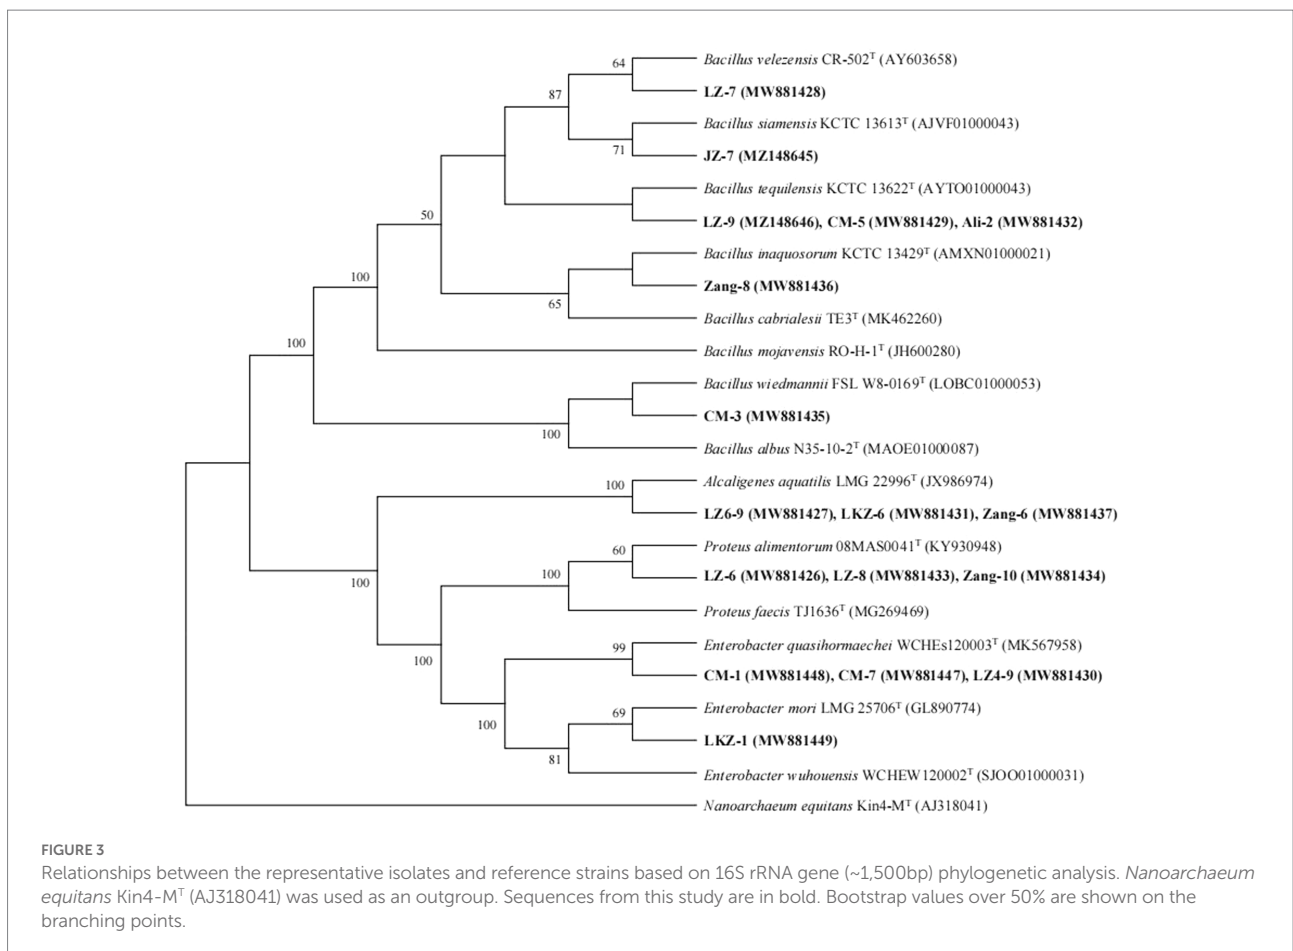 64
Bacillus velezensis CR-502ᵀ (AY603658)
LZ-7 (MW881428)
87
Bacillus siamensis KCTC 13613ᵀ (AJVF01000043)
71
JZ-7 (MZ148645)
Bacillus tequilensis KCTC 13622ᵀ (AYTO01000043)
50
LZ-9 (MZ148646), CM-5 (MW881429), Ali-2 (MW881432)
Bacillus inaquosorum KCTC 13429ᵀ (AMXN01000021)
100
Zang-8 (MW881436)
65
Bacillus cabrialesii TE3ᵀ (MK462260)
100
Bacillus mojavensis RO-H-1ᵀ (JH600280)
Bacillus wiedmannii FSL W8-0169ᵀ (LOBC01000053)
CM-3 (MW881435)
100
Bacillus albus N35-10-2ᵀ (MAOE01000087)
100
Alcaligenes aquatilis LMG 22996ᵀ (JX986974)
LZ6-9 (MW881427), LKZ-6 (MW881431), Zang-6 (MW881437)
60
Proteus alimentorum 08MAS0041ᵀ (KY930948)
100
100
LZ-6 (MW881426), LZ-8 (MW881433), Zang-10 (MW881434)
Proteus faecis TJ1636ᵀ (MG269469)
99
Enterobacter quasihormaechei WCHEs120003ᵀ (MK567958)
100
CM-1 (MW881448), CM-7 (MW881447), LZ4-9 (MW881430)
69
Enterobacter mori LMG 25706ᵀ (GL890774)
100
LKZ-1 (MW881449)
81
Enterobacter wuhouensis WCHEW120002ᵀ (SJOO01000031)
Nanoarchaeum equitans Kin4-Mᵀ (AJ318041)
FIGURE 3
Relationships between the representative isolates and reference strains based on 16S rRNA gene (~1,500bp) phylogenetic analysis. Nanoarchaeum
equitans Kin4-Mᵀ (AJ318041) was used as an outgroup. Sequences from this study are in bold. Bootstrap values over 50% are shown on the
branching points.